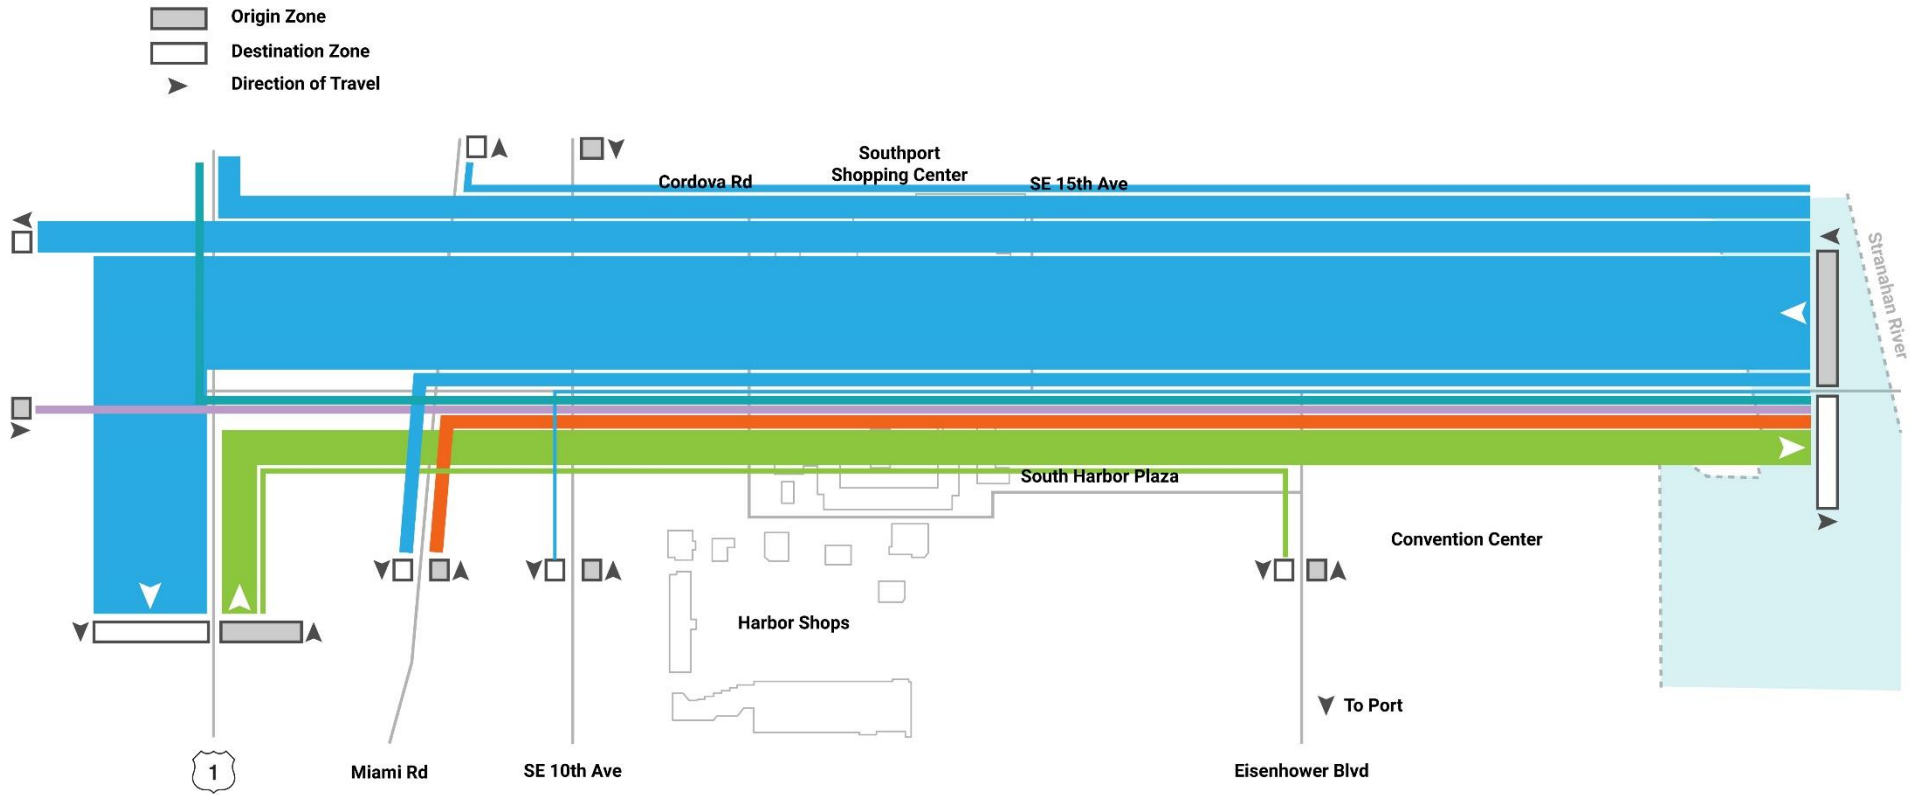 Origin Zone
Destination Zone
Direction of Travel
Southport
Shopping Center
Cordova Rd
SE 15th Ave
Stranahan River
South Harbor Plaza
Convention Center
Harbor Shops
To Port
1
Miami Rd
SE 10th Ave
Eisenhower Blvd